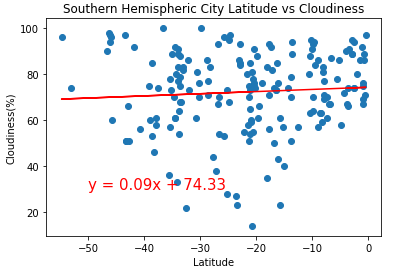 Southern Hemispheric City Latitude vs Cloudiness
100
80
60
40
20
Cloudiness(%)
y = 0.09x + 74.33
−50
−40
−30
−20
−10
0
Latitude